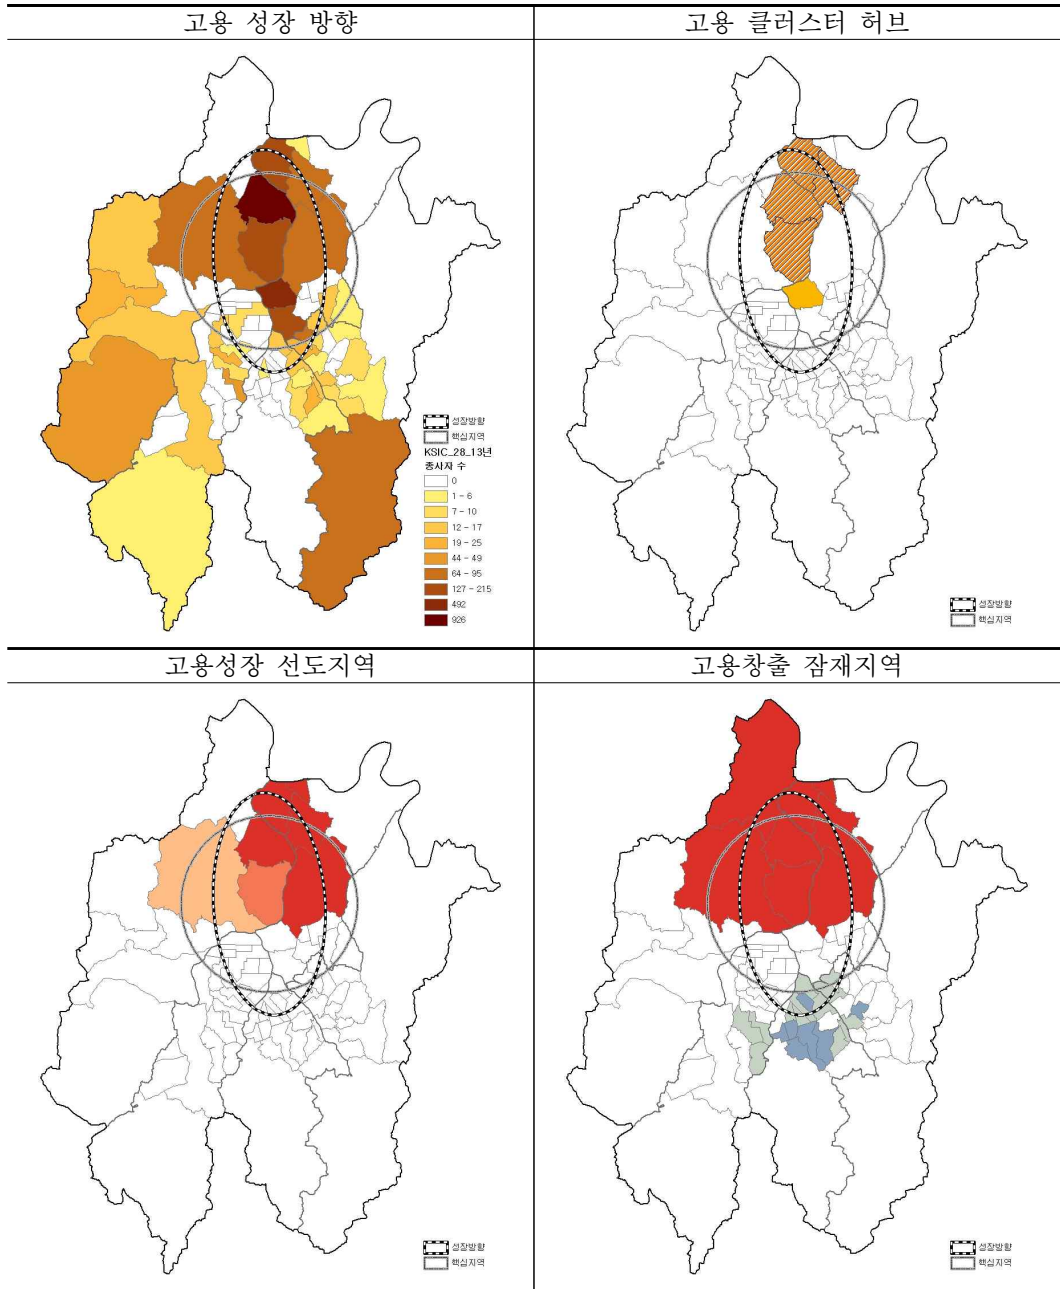 고용 성장 방향
고용 클러스터 허브
성장방향
핵심지역
KSIC_28_13년
종사자 수
0
1 - 6
7 - 10
12 - 17
19 - 25
44 - 49
64 - 95
127 - 215
492
926
성장방향
핵심지역
고용성장 선도지역
고용창출 잠재지역
성장방향
핵심지역
성장방향
핵심지역